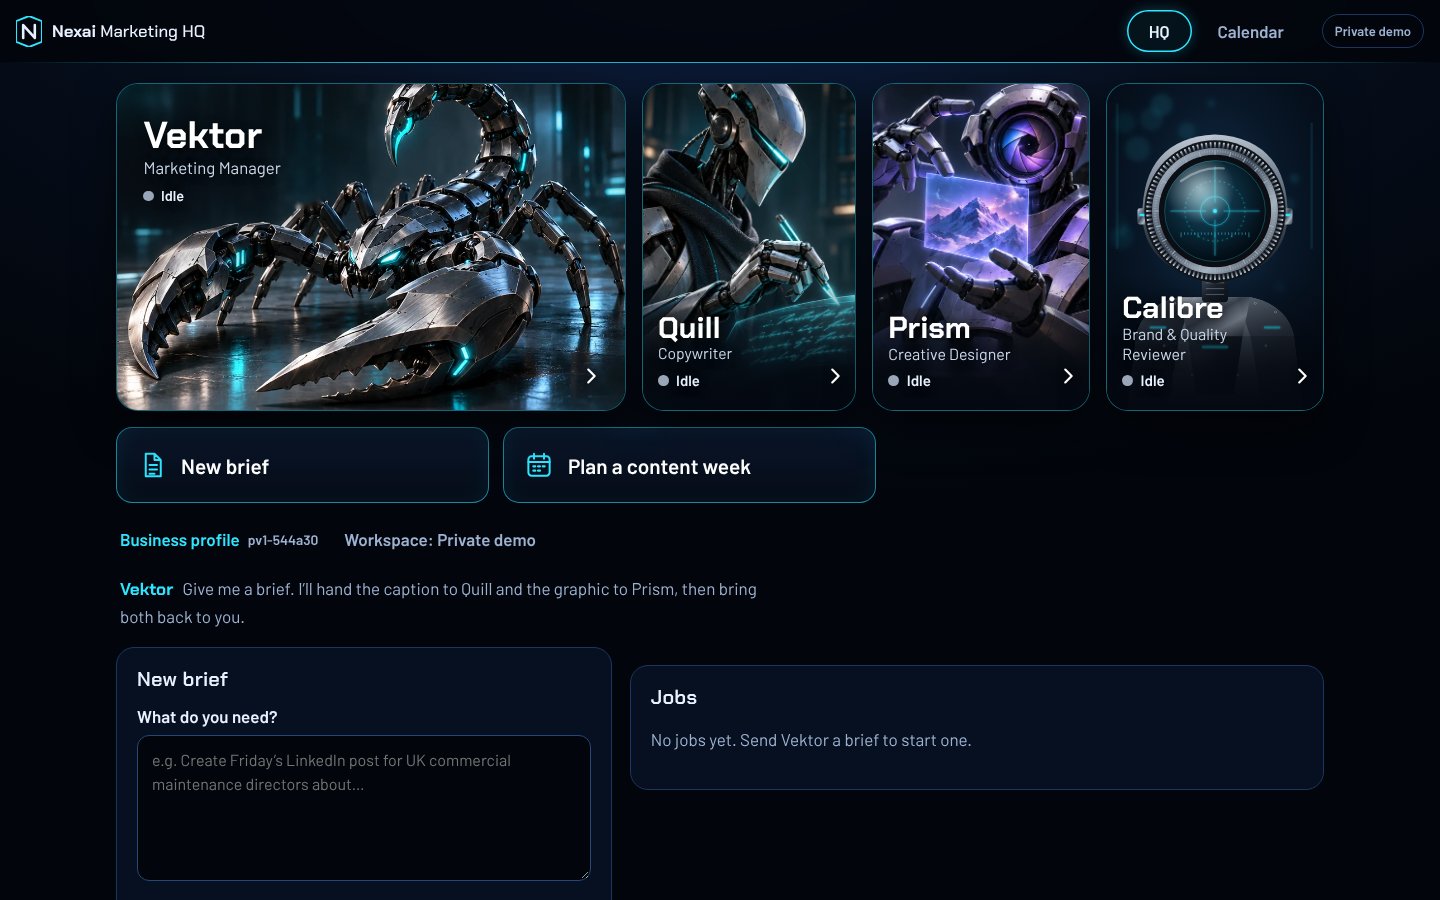 N Nexai Marketing HQ
HQ
Calendar
Private demo
Vektor
Marketing Manager
Idle
Quill
Copywriter
Idle
Prism
Creative Designer
Idle
Calibre
Brand & Quality
Reviewer
Idle
New brief
Plan a content week
Business profile pv1-544a30 Workspace: Private demo
Vektor Give me a brief. I’ll hand the caption to Quill and the graphic to Prism, then bring
both back to you.
New brief
What do you need?
e.g. Create Friday’s LinkedIn post for UK commercial
maintenance directors about...
Jobs
No jobs yet. Send Vektor a brief to start one.